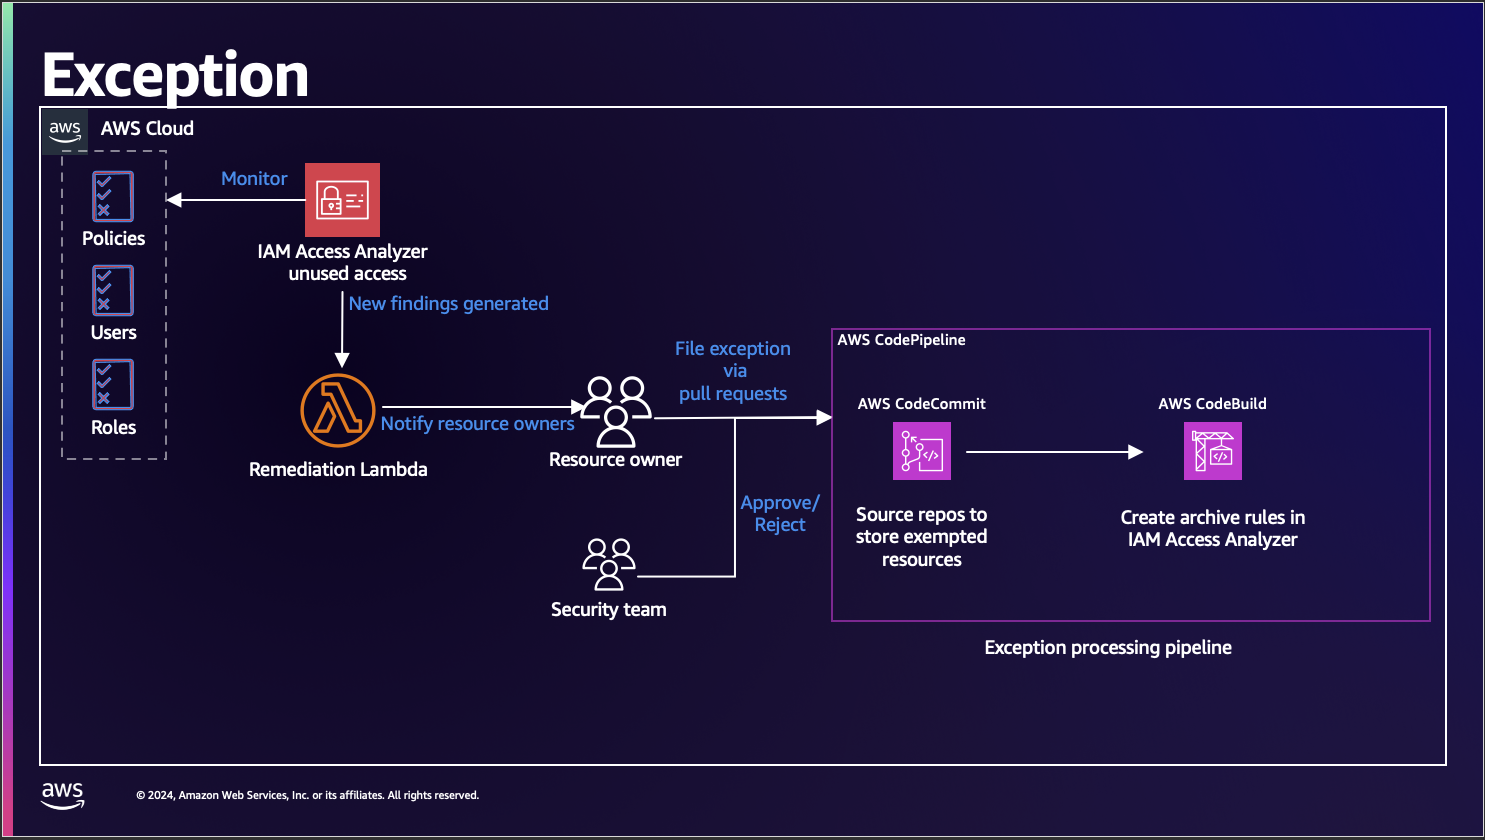 Exception
aws
AWS Cloud
Policies
Users
Roles
Monitor
IAM Access Analyzer
unused access
New findings generated
Remediation Lambda
Notify resource owners
Resource owner
File exception
via
pull requests
Approve/
Reject
Security team
AWS CodePipeline
AWS CodeCommit
</>
Source repos to
store exempted
resources
AWS CodeBuild
</>
Create archive rules in
IAM Access Analyzer
Exception processing pipeline
aws
© 2024, Amazon Web Services, Inc. or its affiliates. All rights reserved.